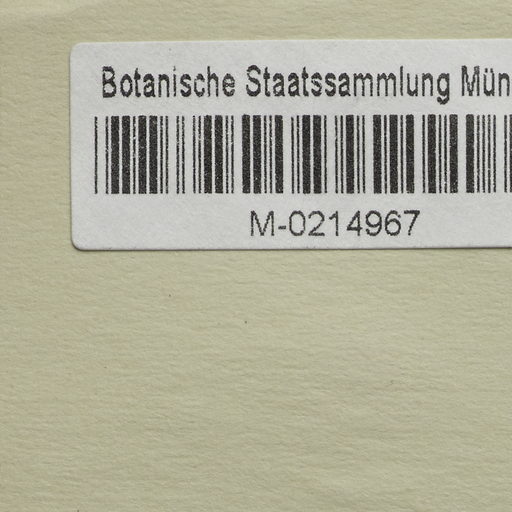 Botanische Staatssammlung Mün
M-0214967